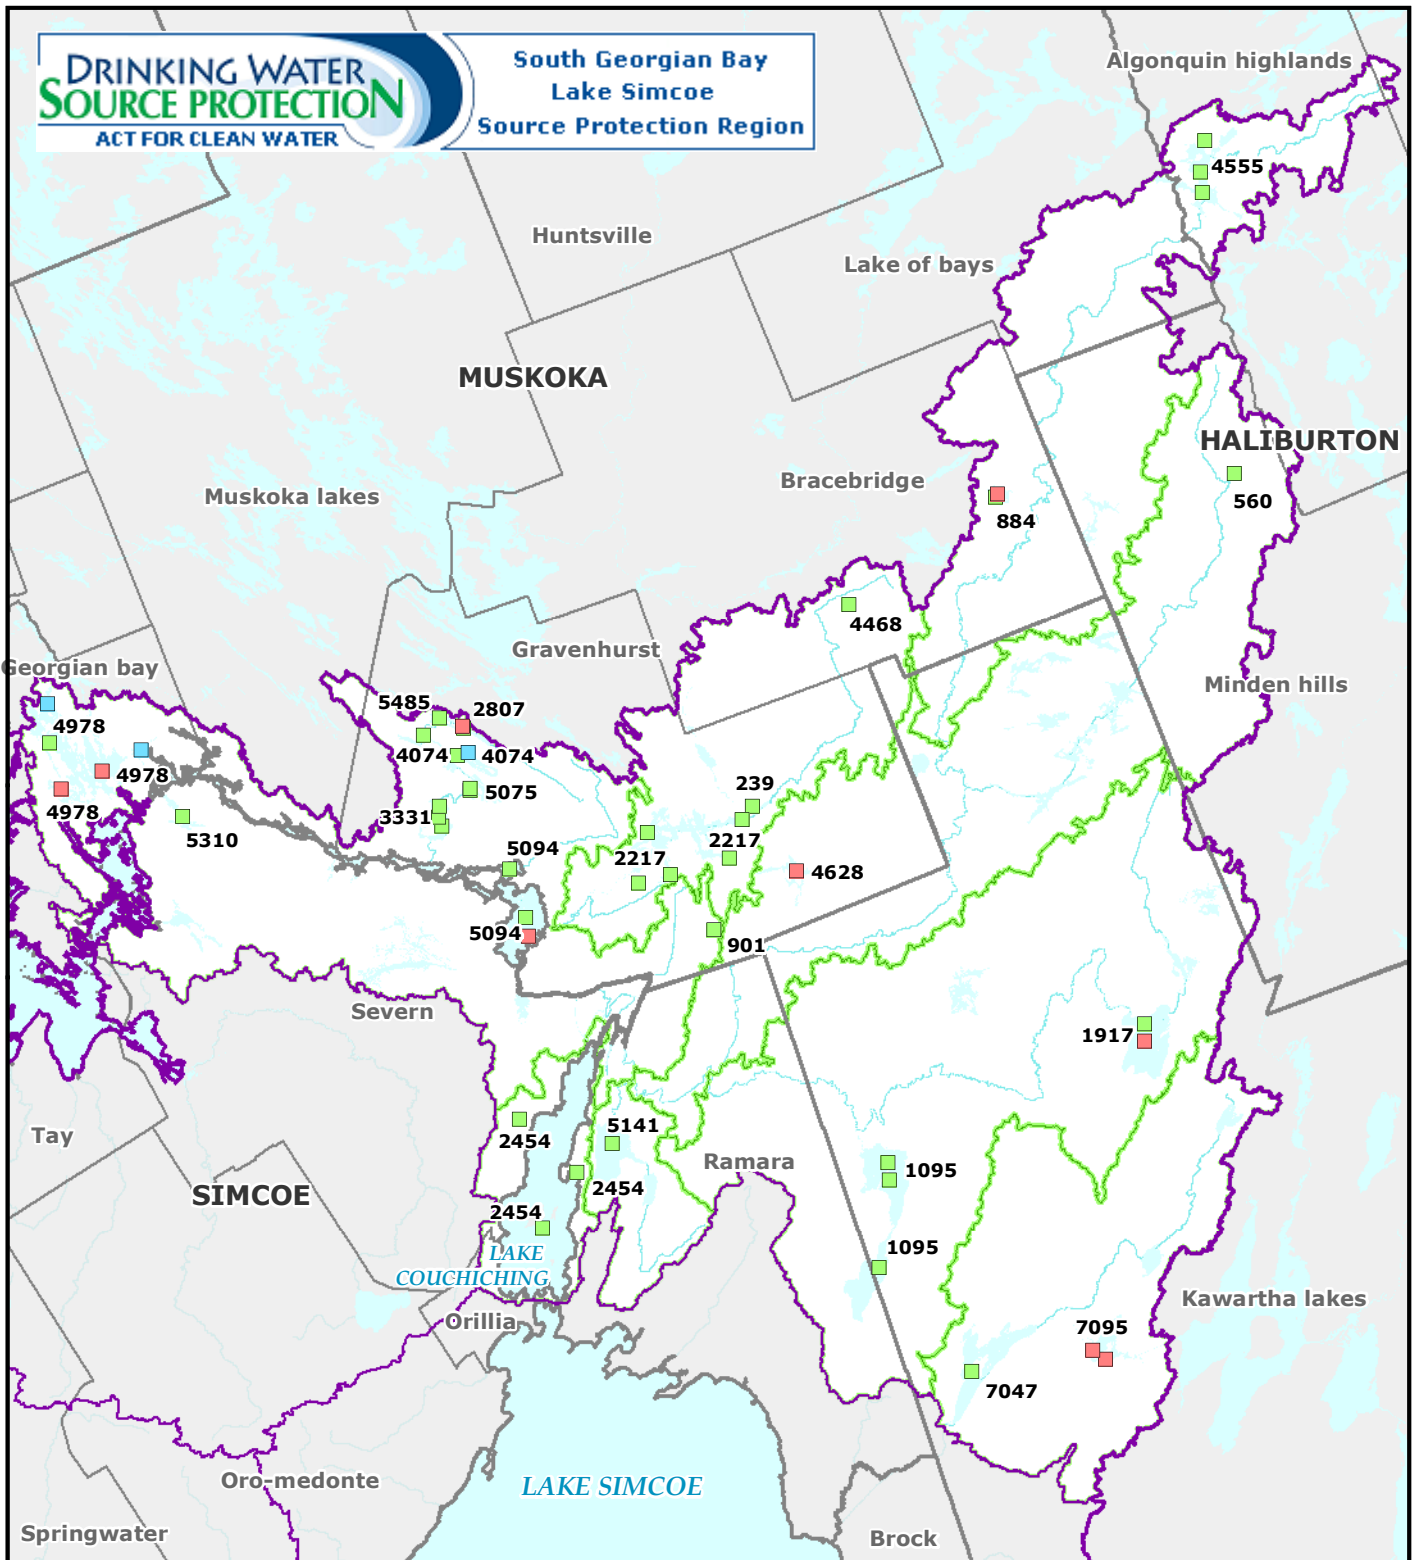 DRINKING WATER
SOURCE PROTECTION
ACT FOR CLEAN WATER
South Georgian Bay
Lake Simcoe
Source Protection Region
Algonquin highlands
4555
Huntsville
Lake of bays
MUSKOKA
HALIBURTON
Muskoka lakes
Bracebridge
560
884
4468
Gravenhurst
Georgian bay
Minden hills
5485
2807
4978
4074
4074
4978
5075
239
4978
3331
5310
2217
5094
2217
4628
5094
901
Severn
1917
Tay
2454
5141
Ramara
1095
SIMCOE
2454
2454
1095
LAKE
COUCHICHING
Orillia
Kawartha lakes
7095
7047
Oro-medonte
LAKE SIMCOE
Springwater
Brock